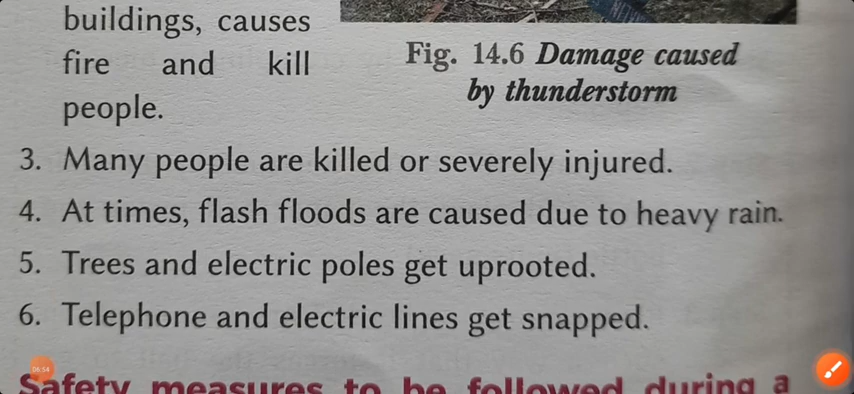 buildings, causes
fire and kill
people.
Fig. 14.6 Damage caused
by thunderstorm
3. Many people are killed or severely injured.
4. At times, flash floods are caused due to heavy rain.
5. Trees and electric poles get uprooted.
6. Telephone and electric lines get snapped.
06:54
Safety measures to be followed during a